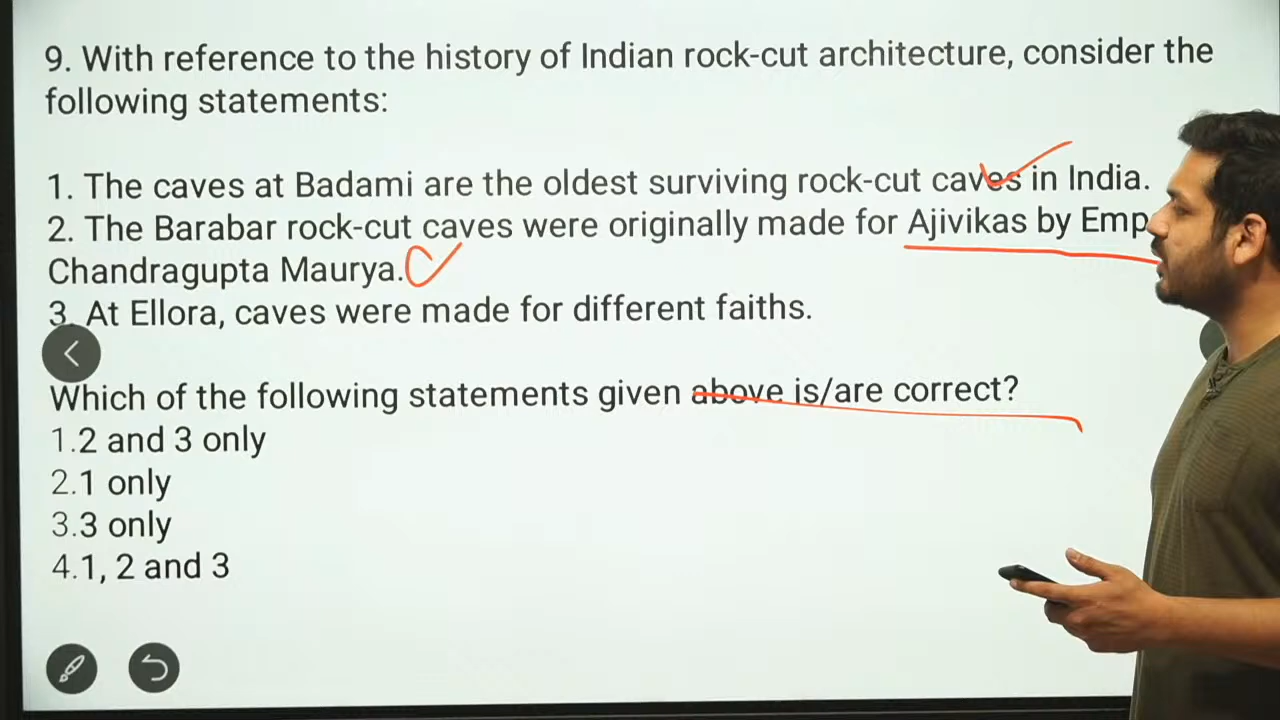 9. With reference to the history of Indian rock-cut architecture, consider the
following statements:
1. The caves at Badami are the oldest surviving rock-cut caves in India.
2. The Barabar rock-cut caves were originally made for Ajivikas by Emp
Chandragupta Maurya.
3. At Ellora, caves were made for different faiths.
Which of the following statements given above is/are correct?
1.2 and 3 only
2.1 only
3.3 only
4.1, 2 and 3